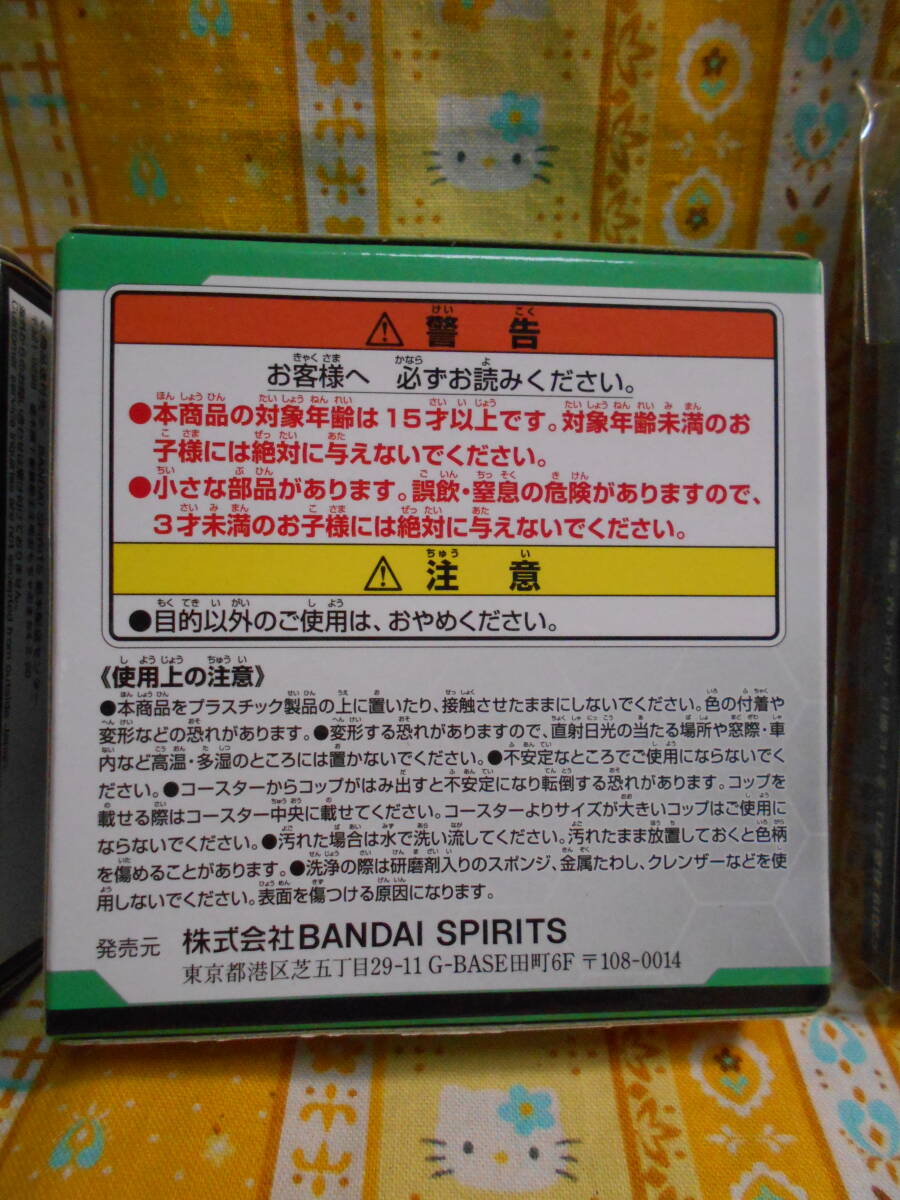 警告
お客様へ 必ずお読みください。
●本商品の対象年齢は15才以上です。対象年齢未満のお
子様には絶対に与えないでください。
●小さな部品があります。誤飲・窒息の危険がありますので、
3才未満のお子様には絶対に与えないでください。
注意
●目的以外のご使用は、おやめください。
《使用上の注意》
●本商品をプラスチック製品の上に置いたり、接触させたままにしないでください。色の付着や
変形などの恐れがあります。●変形する恐れがありますので、直射日光の当たる場所や窓際・車
内など高温・多湿のところには置かないでください。●不安定なところでご使用にならないでく
ださい。●コースターからコップがはみ出すと不安定になり転倒する恐れがあります。コップを
載せる際はコースター中央に載せてください。コースターよりサイズが大きいコップはご使用に
ならないでください。●汚れた場合は水で洗い流してください。汚れたまま放置しておくと色柄
を傷めることがあります。●洗浄の際は研磨剤入りのスポンジ、金属たわし、クレンザーなどを使
用しないでください。表面を傷つける原因になります。
発売元 株式会社BANDAI SPIRITS
東京都港区芝五丁目29-11 G-BASE田町6F 〒108-0014